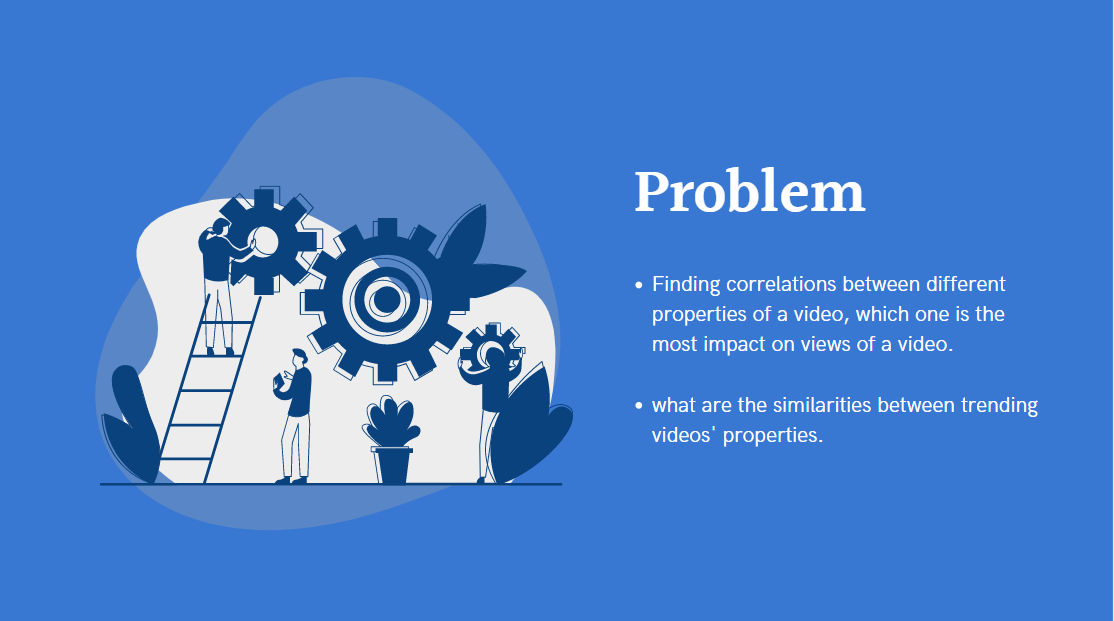 Problem
• Finding correlations between different
properties of a video, which one is the
most impact on views of a video.
• what are the similarities between trending
videos' properties.